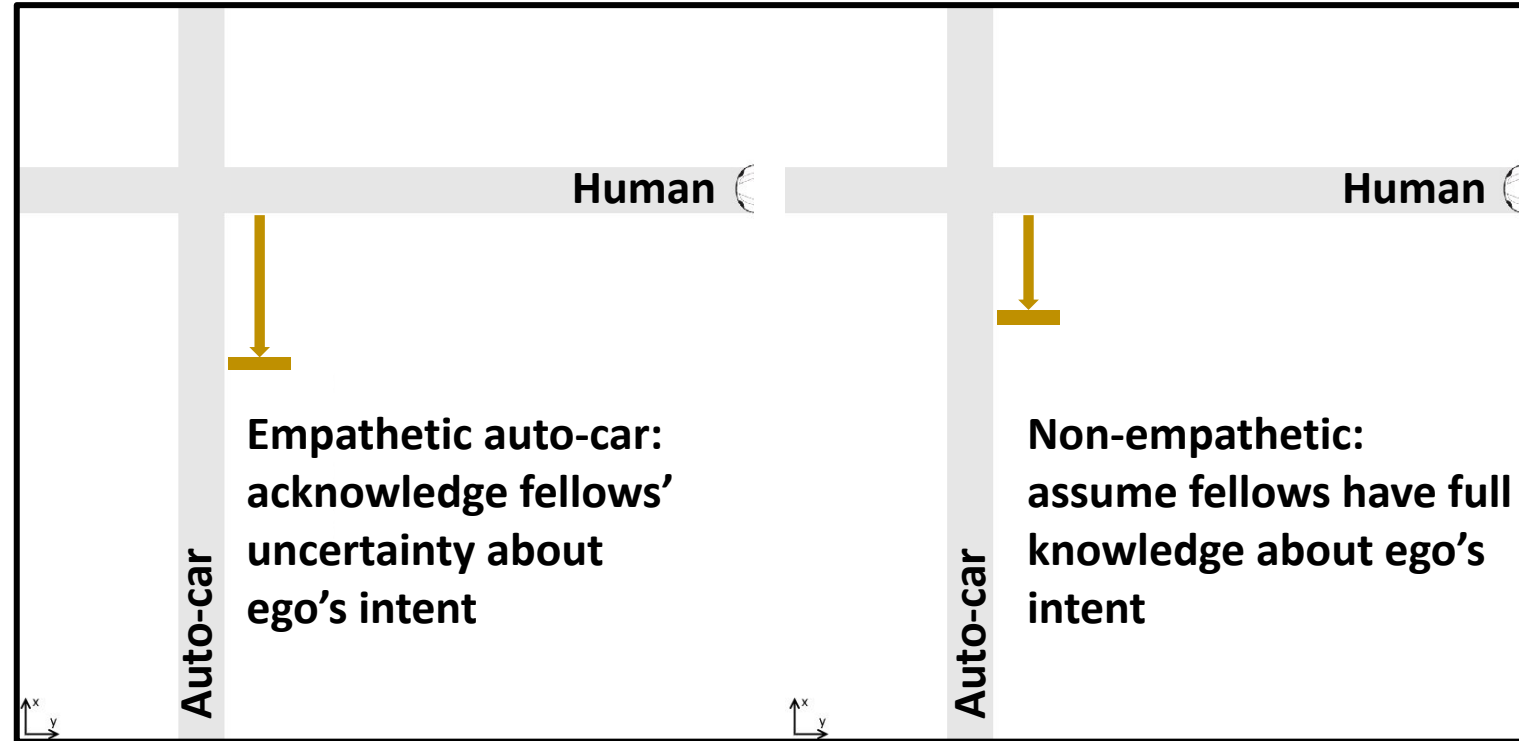 Human
Empathetic auto-car:
acknowledge fellows’
uncertainty about
ego’s intent
Auto-car
x
y
Human
Non-empathetic:
assume fellows have full
knowledge about ego’s
intent
Auto-car
x
y